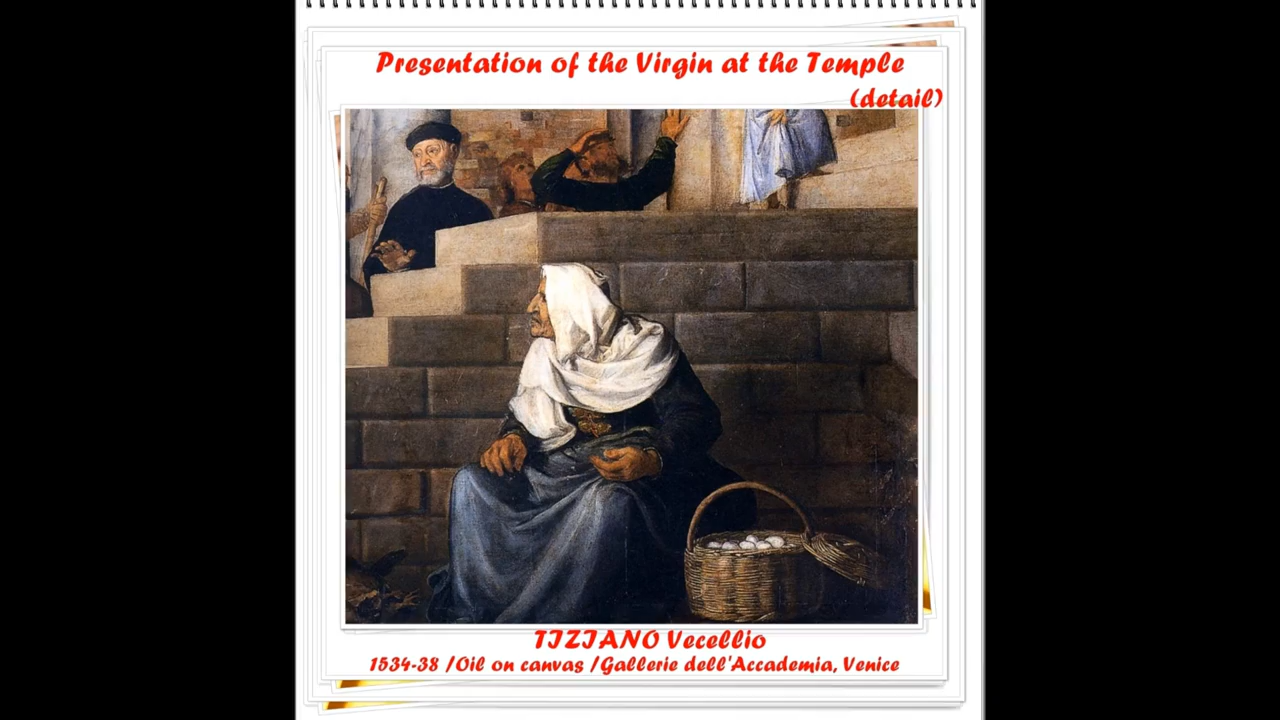 Presentation of the Virgin at the Temple
(detail)
TIZIANO Vecellio
1534-38 /Oil on canvas /Gallerie dell'Accademia, Venice